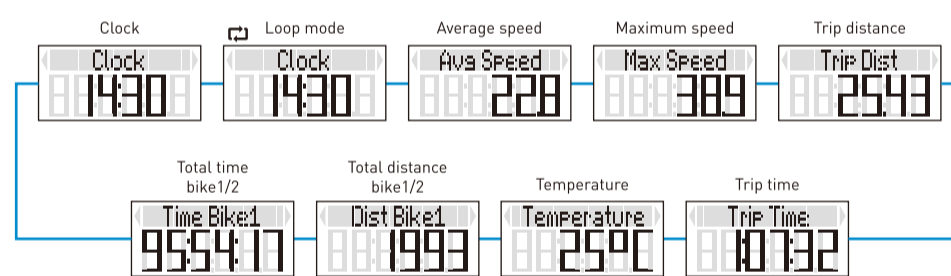 Clock
Loop mode
Average speed
Maximum speed
Trip distance
Clock
Clock
Avg Speed
Max Speed
Trip Dist
14:30
14:30
22.8
38.9
25.43
Total time
bike1/2
Total distance
bike1/2
Temperature
Trip time
Time Bike1
Dist Bike1
Temperature
Trip Time
95:54:17
1993
25°C
1:07:32